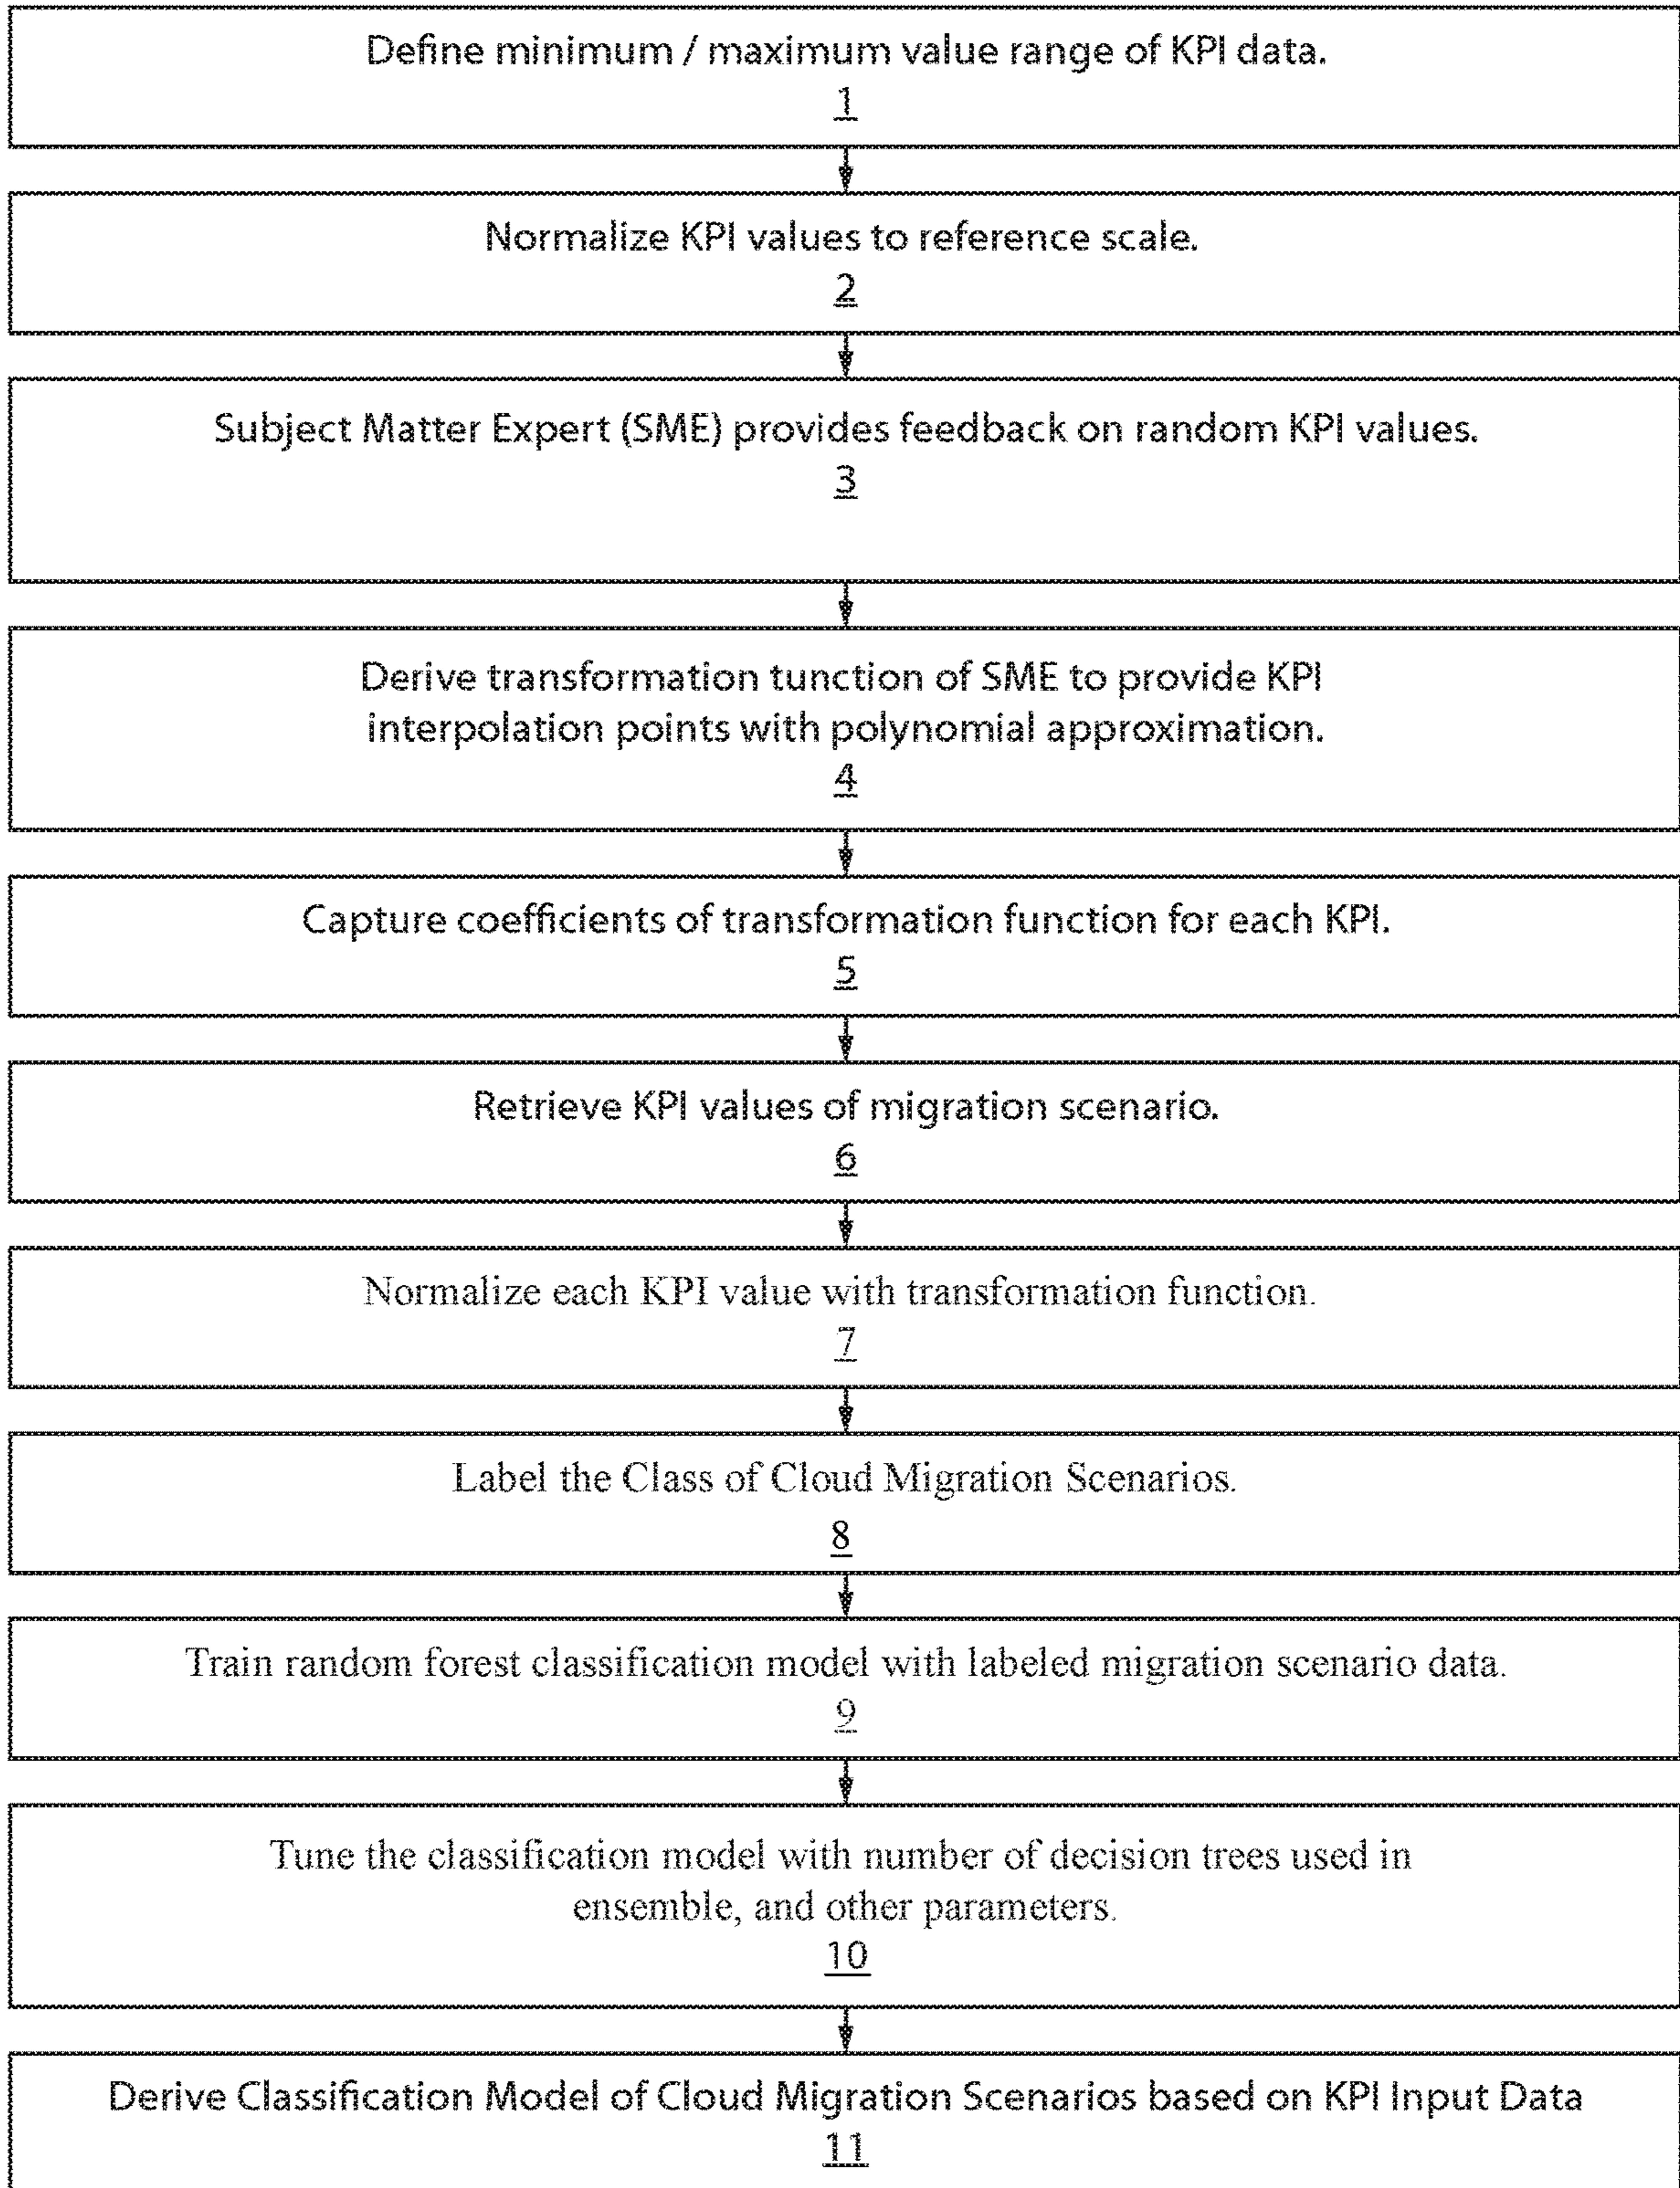 Define minimum / maximum value range of KPI data.
1
Normalize KPI values to reference scale.
2
Subject Matter Expert (SME) provides feedback on random KPI values.
3
Derive transformation tunction of SME to provide KPI
interpolation points with polynomial approximation.
4
Capture coefficients of transformation function for each KPI.
5
Retrieve KPI values of migration scenario.
6
Normalize each KPI value with transformation function.
7
Label the Class of Cloud Migration Scenarios.
8
Train random forest classification model with labeled migration scenario data.
9
Tune the classification model with number of decision trees used in
ensemble, and other parameters.
10
Derive Classification Model of Cloud Migration Scenarios based on KPI Input Data
11